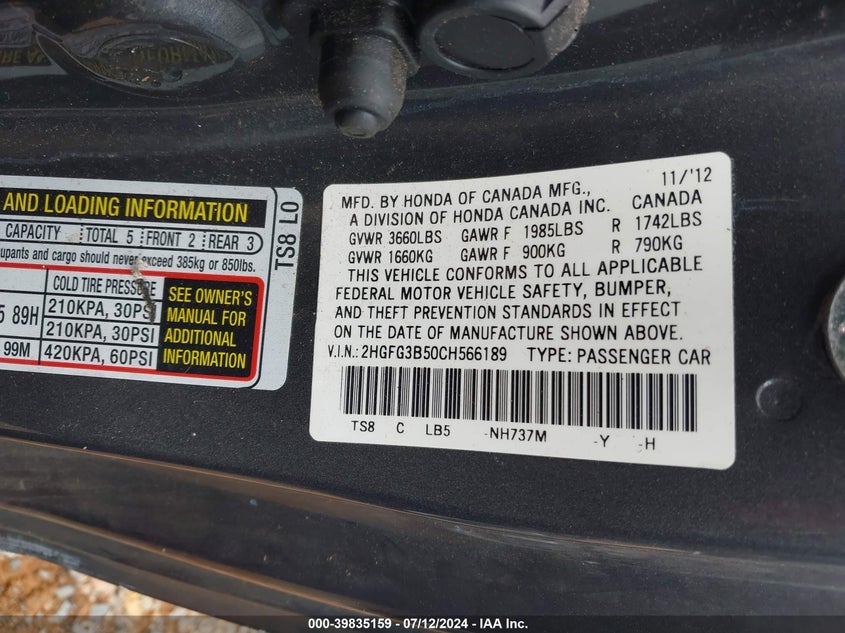 AND LOADING INFORMATION
CAPACITY TOTAL 5 FRONT 2 REAR 3
upants and cargo should never exceed 385kg or 850lbs.
COLD TIRE PRESSURE
5 89H 210KPA, 30PSI
210KPA, 30PSI
99M 420KPA, 60PSI
SEE OWNER'S
MANUAL FOR
ADDITIONAL
INFORMATION
TS8 LO
11/'12
MFD. BY HONDA OF CANADA MFG.,
A DIVISION OF HONDA CANADA INC. CANADA
GVWR 3660LBS GAWR F 1985LBS R 1742LBS
GVWR 1660KG GAWR F 900KG R 790KG
THIS VEHICLE CONFORMS TO ALL APPLICABLE
FEDERAL MOTOR VEHICLE SAFETY, BUMPER,
AND THEFT PREVENTION STANDARDS IN EFFECT
ON THE DATE OF MANUFACTURE SHOWN ABOVE.
V.I.N.: 2HGFG3B50CH566189 TYPE: PASSENGER CAR
TS8 C LB5 -NH737M -Y -H
000-39835159 - 07/12/2024 - IAA Inc.